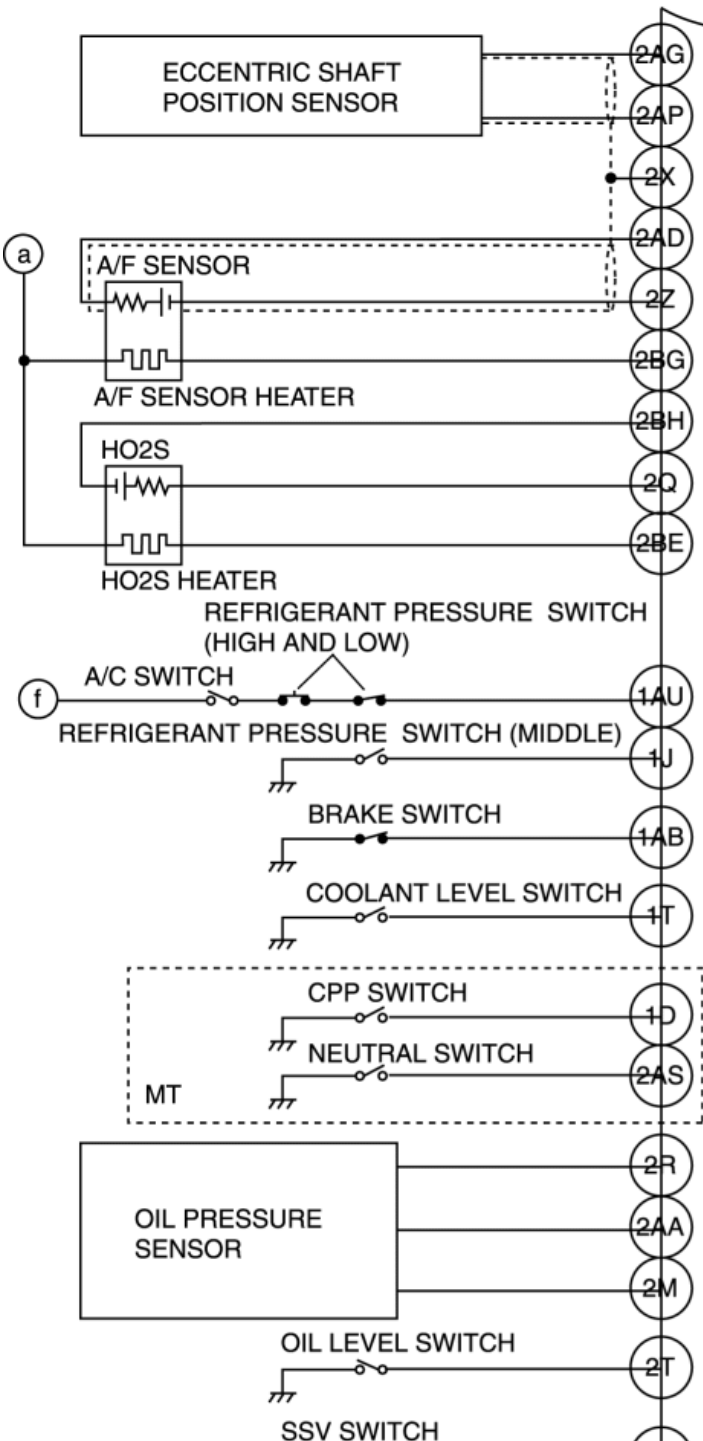 ECCENTRIC SHAFT
POSITION SENSOR
2AG
2AP
2X
2AD
a
A/F SENSOR
2Z
2BG
A/F SENSOR HEATER
2BH
HO2S
2Q
2BE
HO2S HEATER
REFRIGERANT PRESSURE SWITCH
(HIGH AND LOW)
A/C SWITCH
f
1AU
REFRIGERANT PRESSURE SWITCH (MIDDLE)
1J
BRAKE SWITCH
1AB
COOLANT LEVEL SWITCH
1T
CPP SWITCH
1D
NEUTRAL SWITCH
2AS
MT
2R
OIL PRESSURE
SENSOR
2AA
2M
OIL LEVEL SWITCH
2T
SSV SWITCH